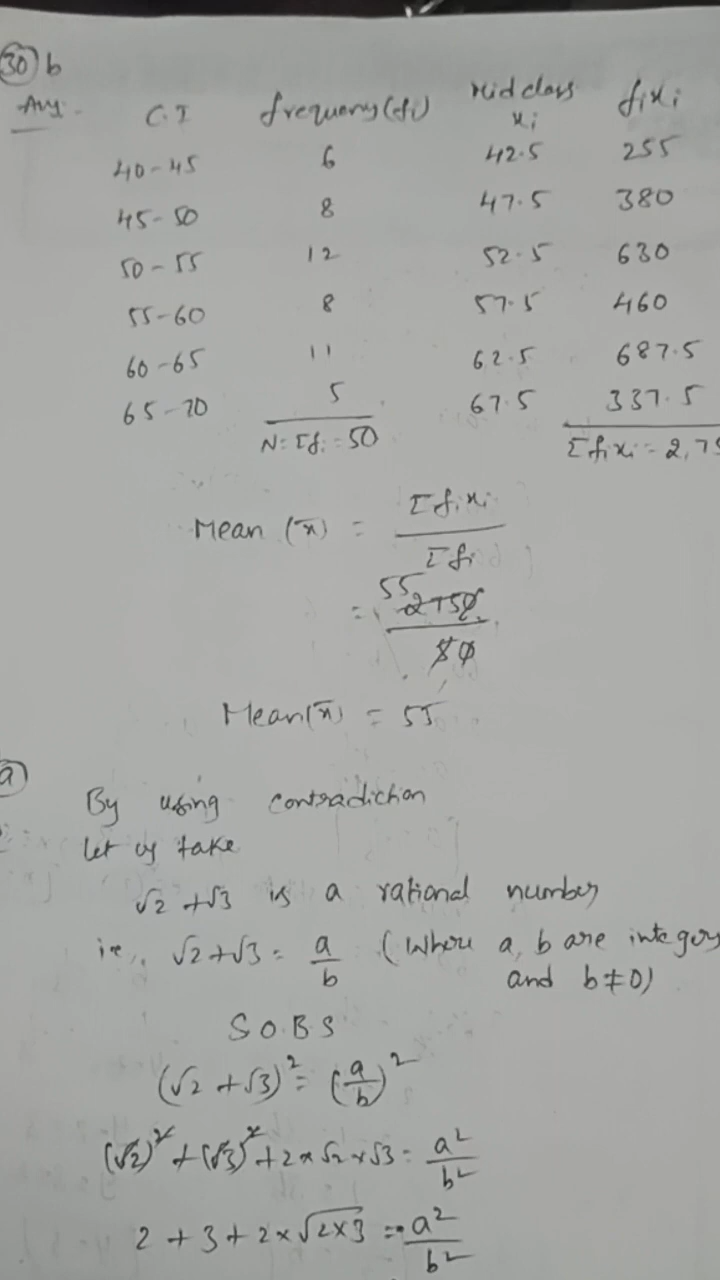 30 b
Ans. C.I frequency (fi) Mid class xi fixi
40-45 6 42.5 255
45-50 8 47.5 380
50-55 12 52.5 630
55-60 8 57.5 460
60-65 11 62.5 687.5
65-70 5 67.5 337.5
N = Σfi = 50 Σfixi = 2,75
Mean (x̄) = Σfixi / Σfi
= 55 2750 / 50
Mean (x̄) = 55
a)
By using contradiction
let us take
√2 + √3 is a rational number
ie., √2 + √3 = a/b (Where a, b are integers
and b ≠ 0)
S.O.B.S
(√2 + √3)² = (a/b)²
(√2)² + (√3)² + 2 × √2 × √3 = a²/b²
2 + 3 + 2 × √2×3 = a²/b²